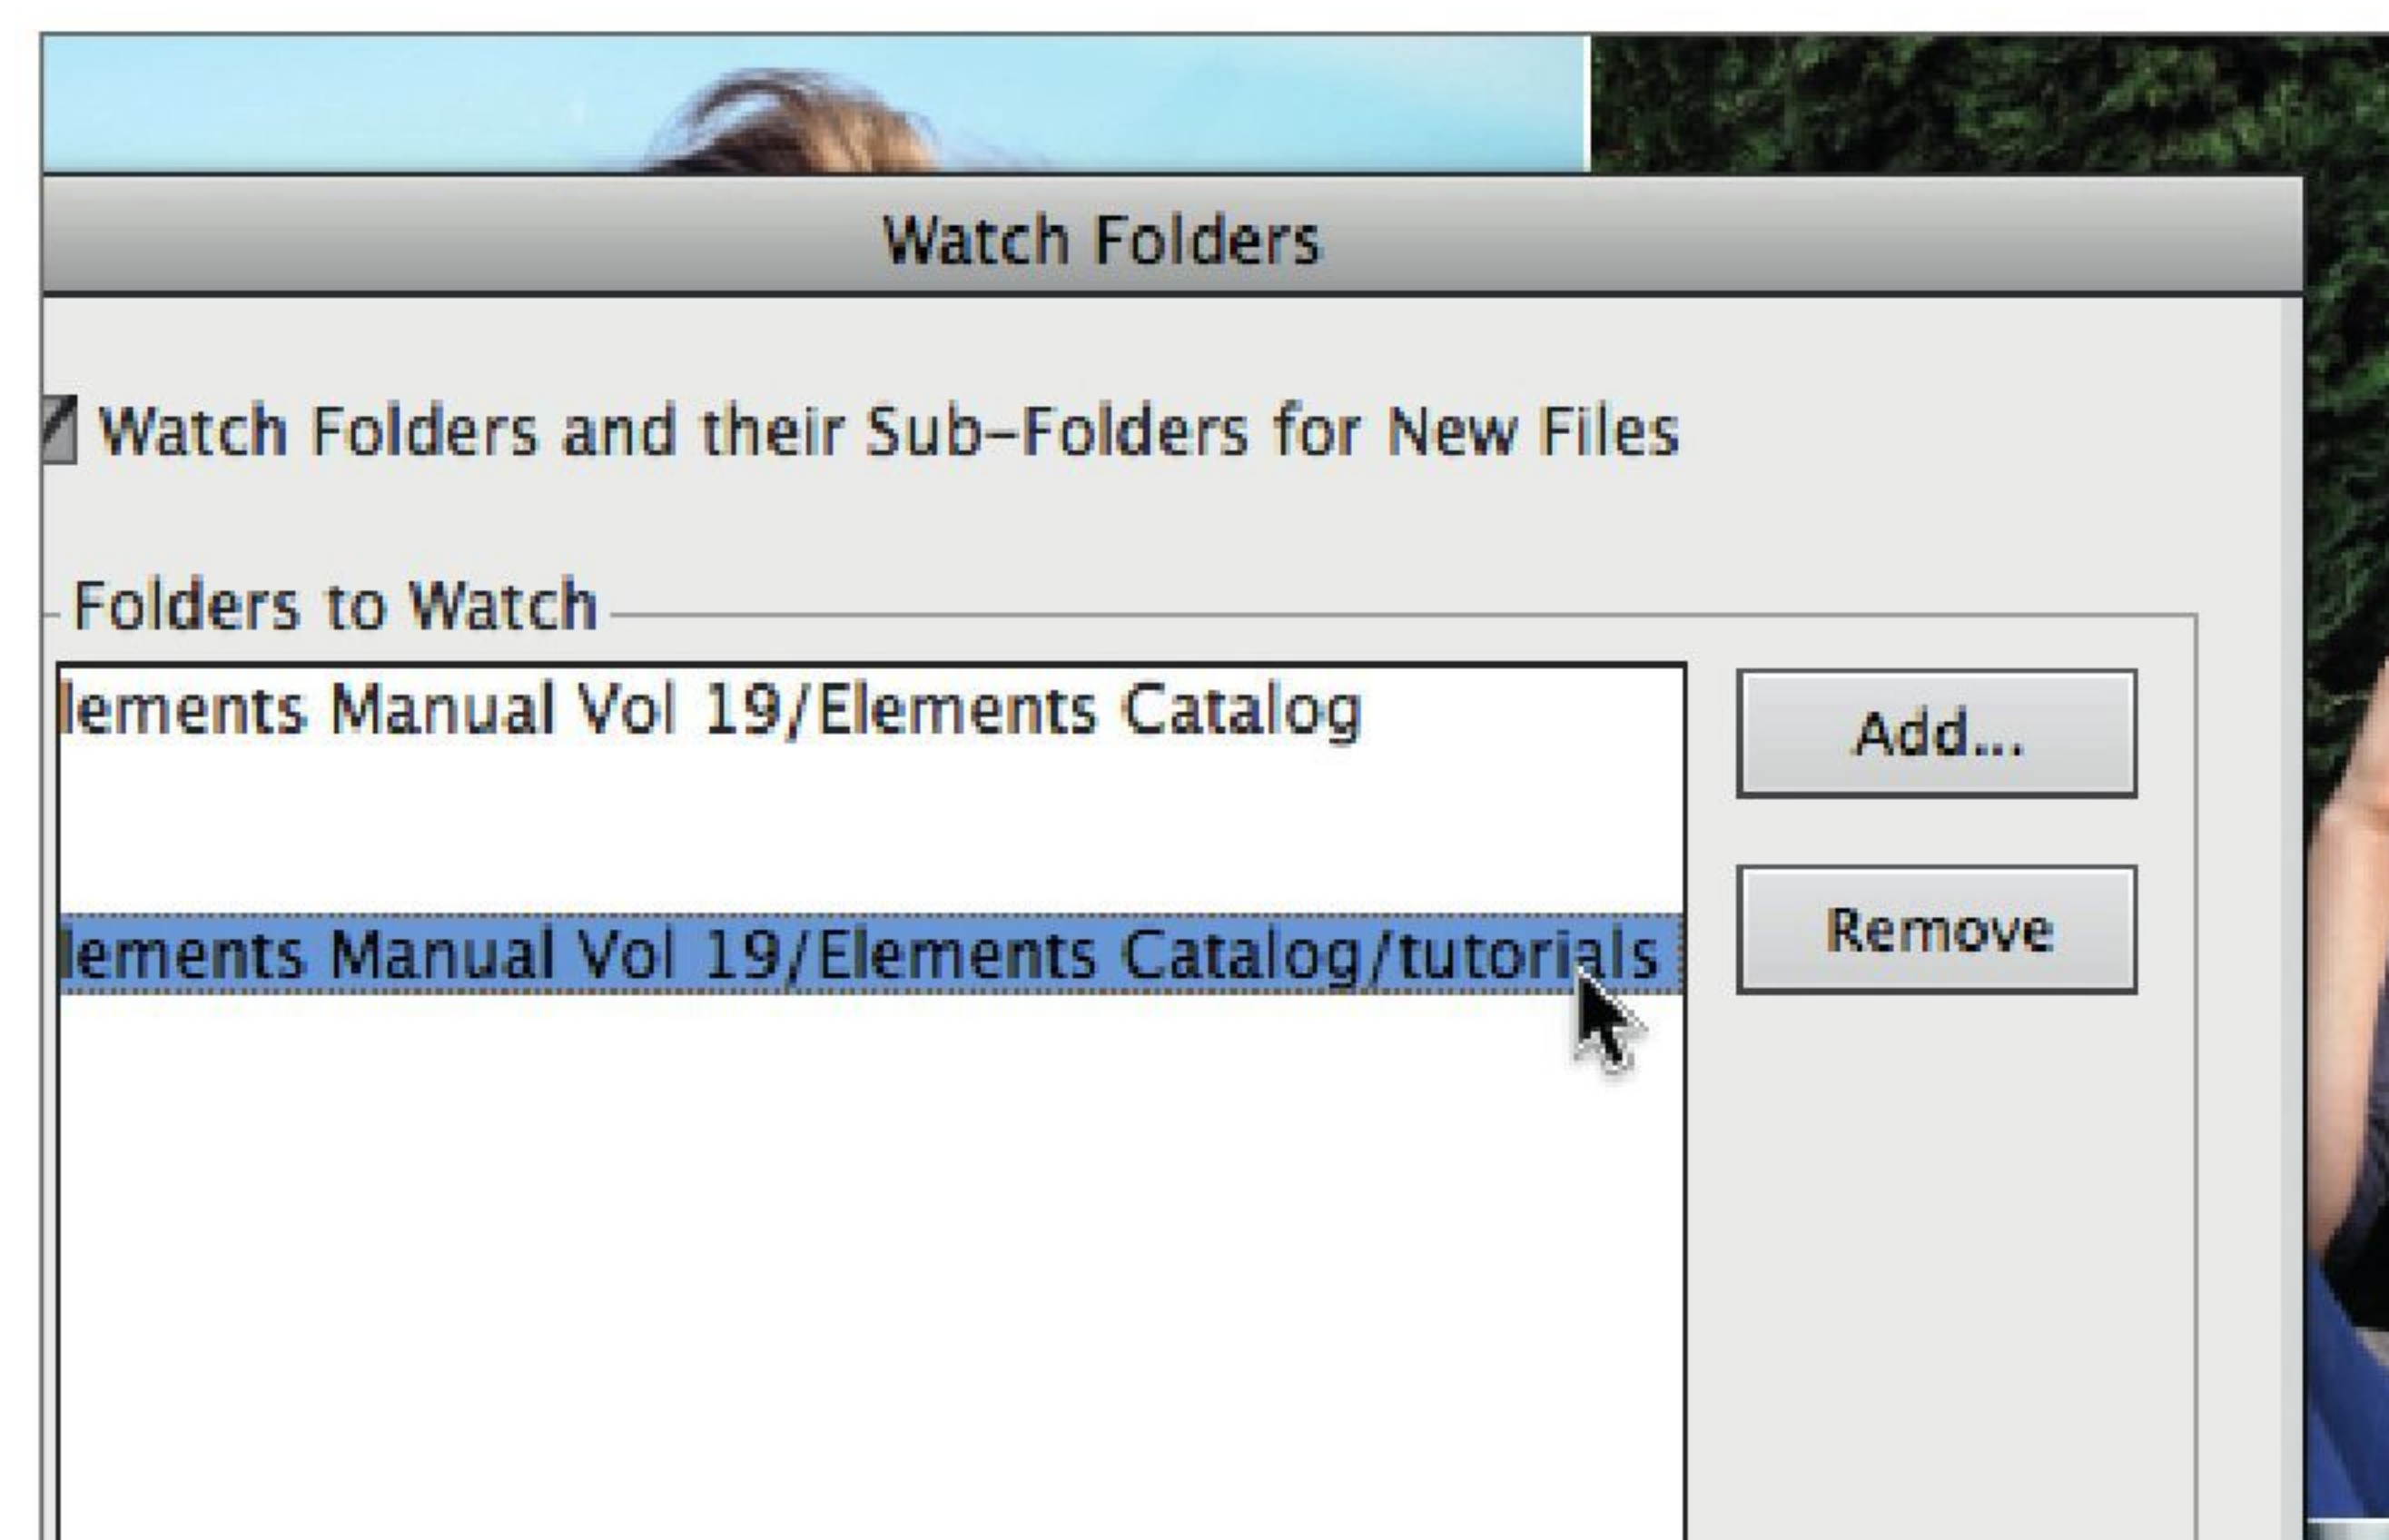 Watch Folders
Watch Folders and their Sub-Folders for New Files
Folders to Watch
lements Manual Vol 19/Elements Catalog
Add...
lements Manual Vol 19/Elements Catalog/tutorials
Remove